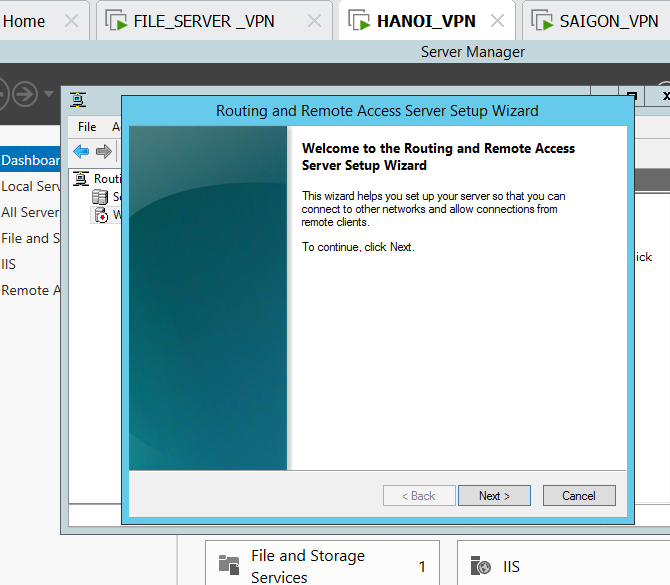 Home
FILE_SERVER _VPN
HANOI_VPN
SAIGON_VPN
Server Manager
Routing and Remote Access Server Setup Wizard
File
Dashboar
Local Serv
All Server
File and S
IIS
Remote A
Routi
Se
W
Welcome to the Routing and Remote Access
Server Setup Wizard
This wizard helps you set up your server so that you can
connect to other networks and allow connections from
remote clients.
To continue, click Next.
ick
< Back
Next >
Cancel
File and Storage
Services
1
IIS